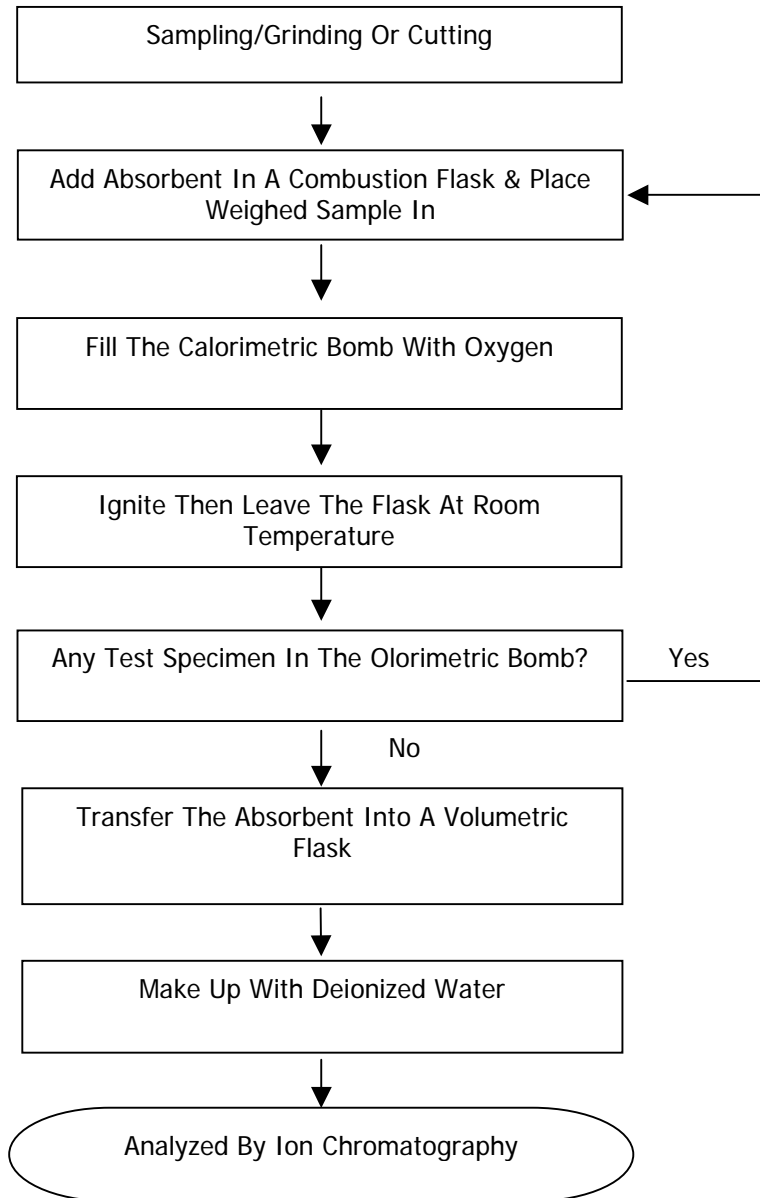 Sampling/Grinding Or Cutting
Add Absorbent In A Combustion Flask & Place
Weighed Sample In
Fill The Calorimetric Bomb With Oxygen
Ignite Then Leave The Flask At Room
Temperature
Any Test Specimen In The Olorimetric Bomb?
Yes
No
Transfer The Absorbent Into A Volumetric
Flask
Make Up With Deionized Water
Analyzed By Ion Chromatography